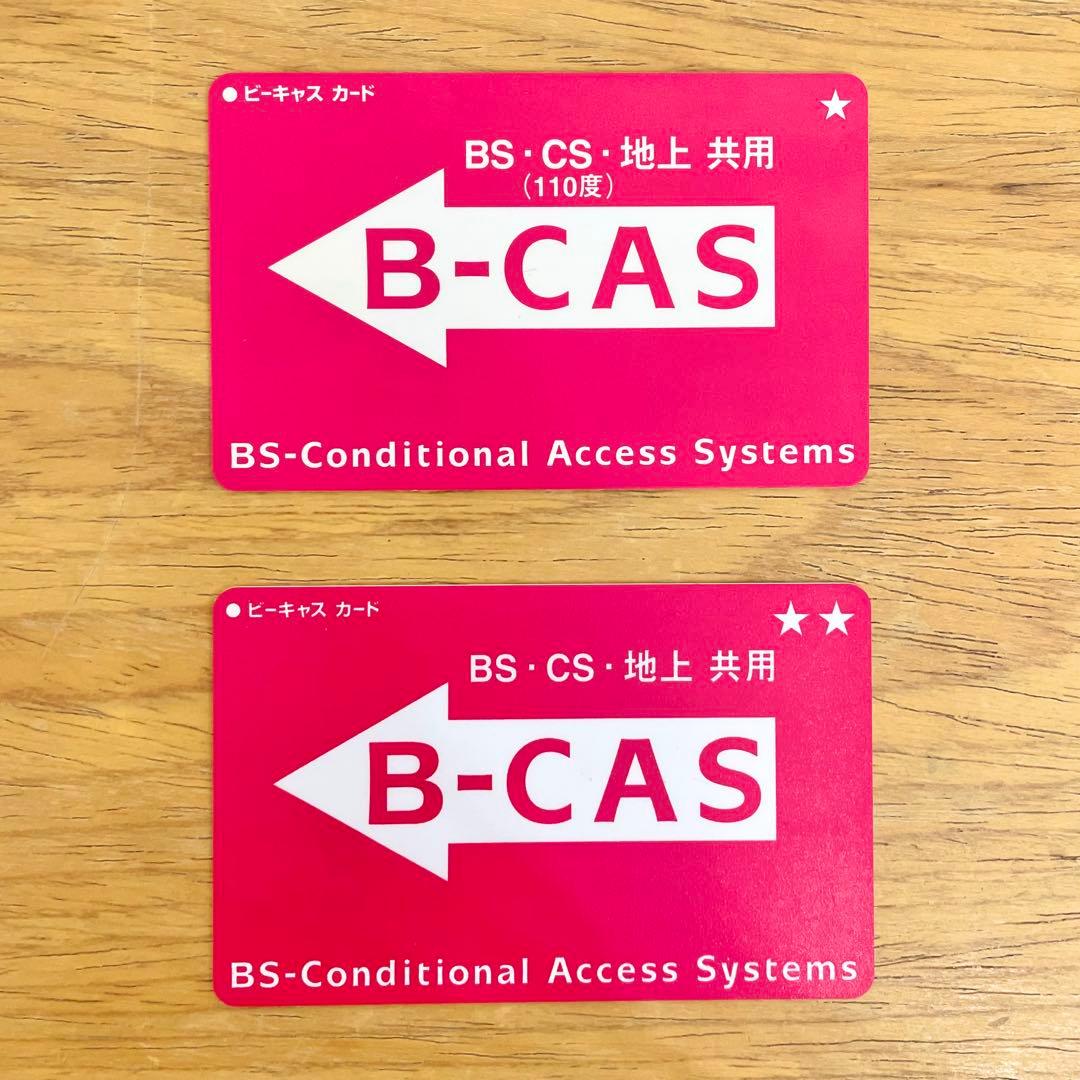 ●ビーキャス カード
★
BS・CS・地上 共用
(110度)
B-CAS
BS-Conditional Access Systems
●ビーキャス カード
★★
BS・CS・地上 共用
B-CAS
BS-Conditional Access Systems